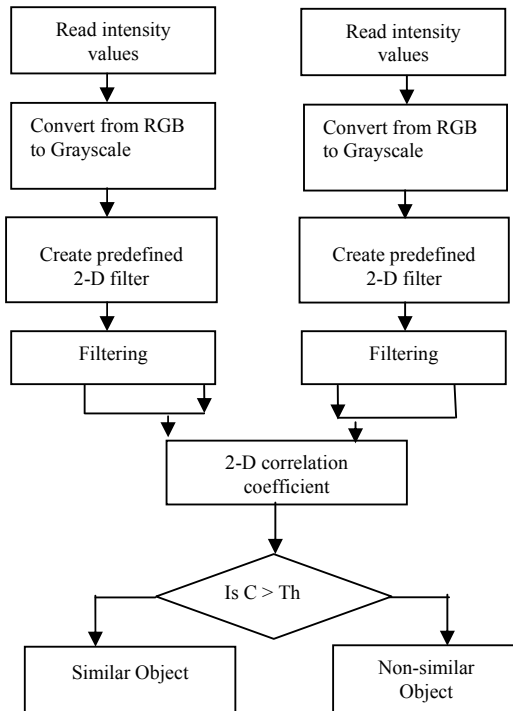 Read intensity
values
Read intensity
values
Convert from RGB
to Grayscale
Convert from RGB
to Grayscale
Create predefined
2-D filter
Create predefined
2-D filter
Filtering
Filtering
2-D correlation
coefficient
Is C > Th
Similar Object
Non-similar
Object